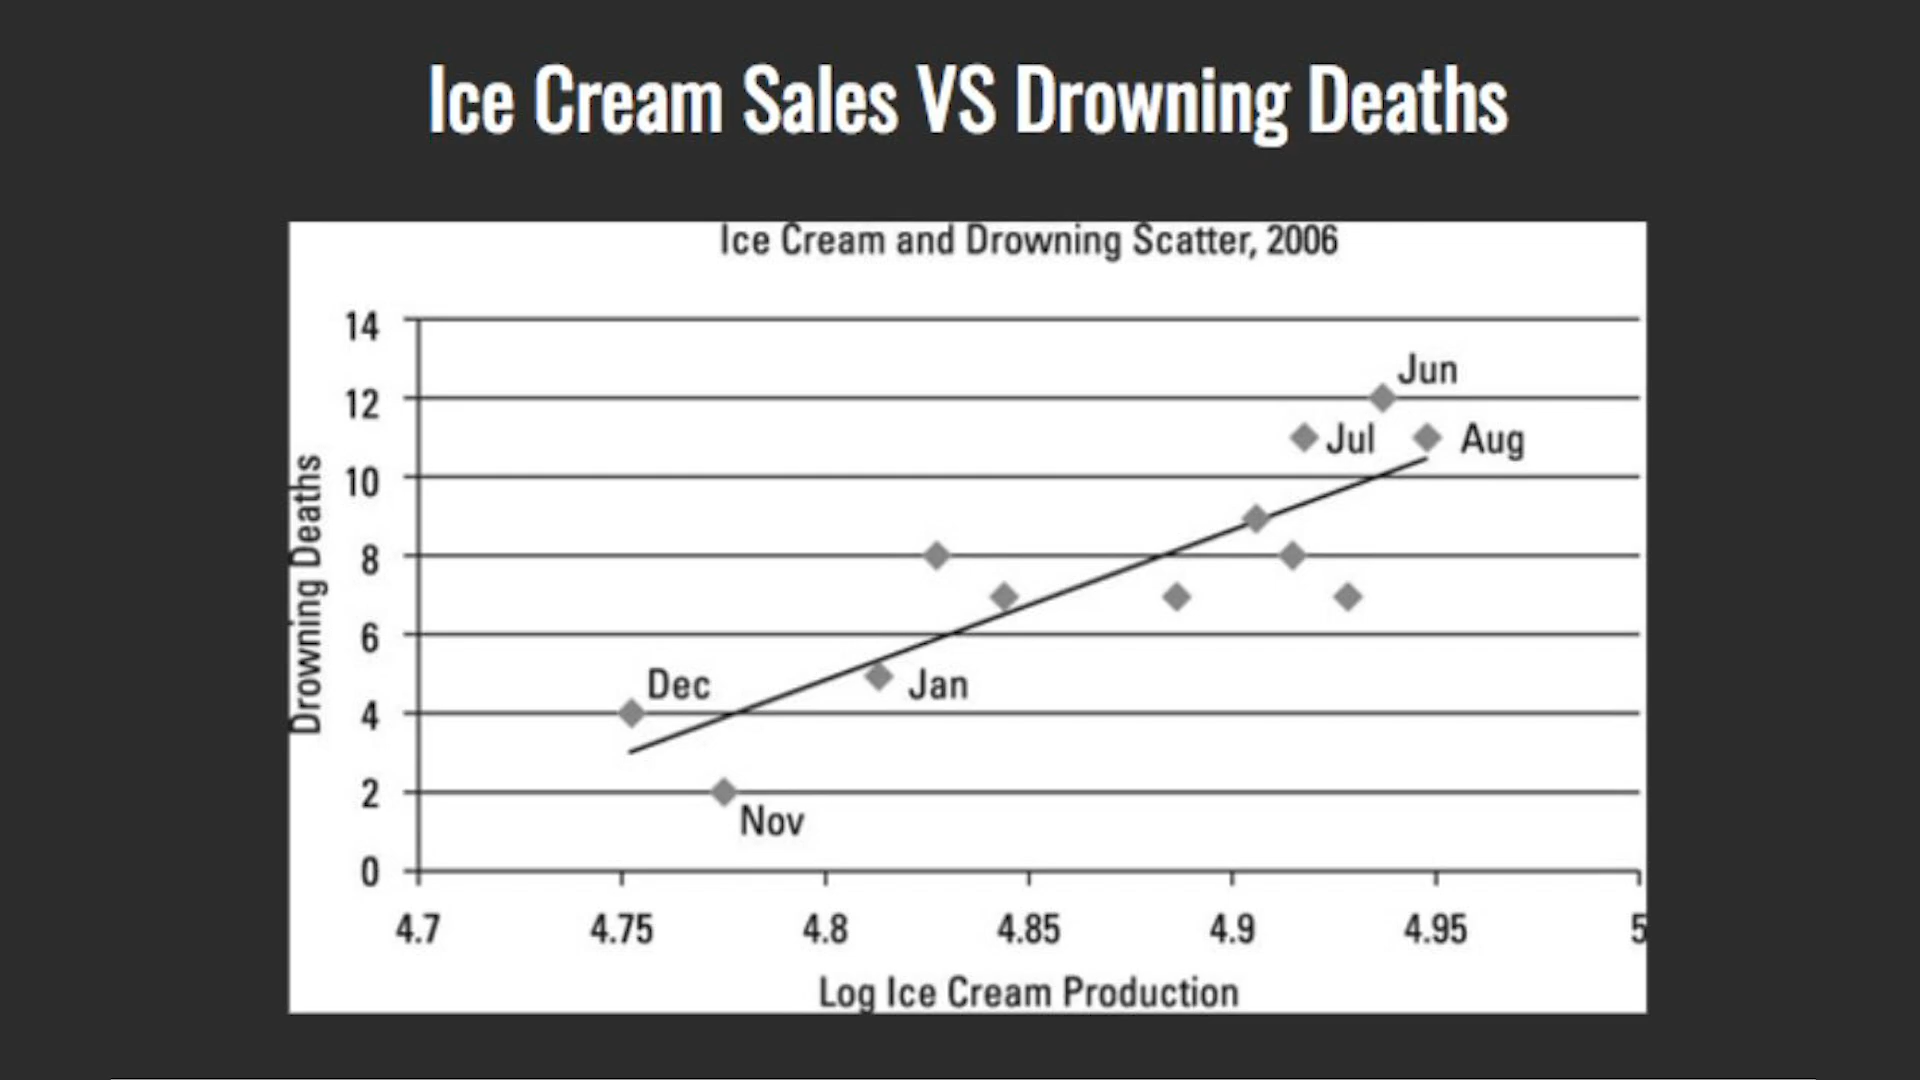 Ice Cream Sales VS Drowning Deaths
Ice Cream and Drowning Scatter, 2006
14
12
10
8
6
4
2
0
Drowning Deaths
Jun
Jul
Aug
Dec
Jan
Nov
4.7
4.75
4.8
4.85
4.9
4.95
5
Log Ice Cream Production